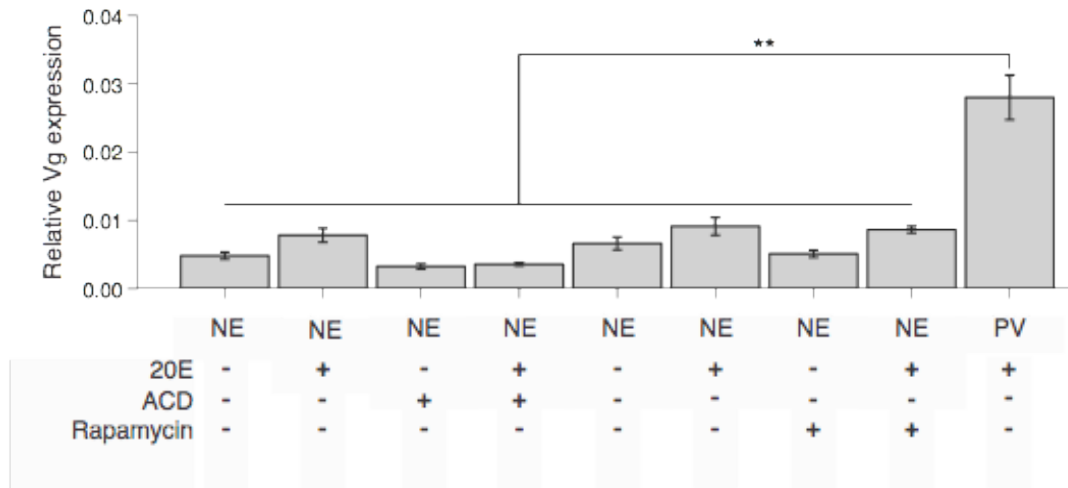 0.04
**
0.03
0.02
0.01
0.00
Relative Vg expression
NE NE NE NE NE NE NE NE PV
20E - + - + - + - + +
ACD - - + + - - - - -
Rapamycin - - - - - - + + -